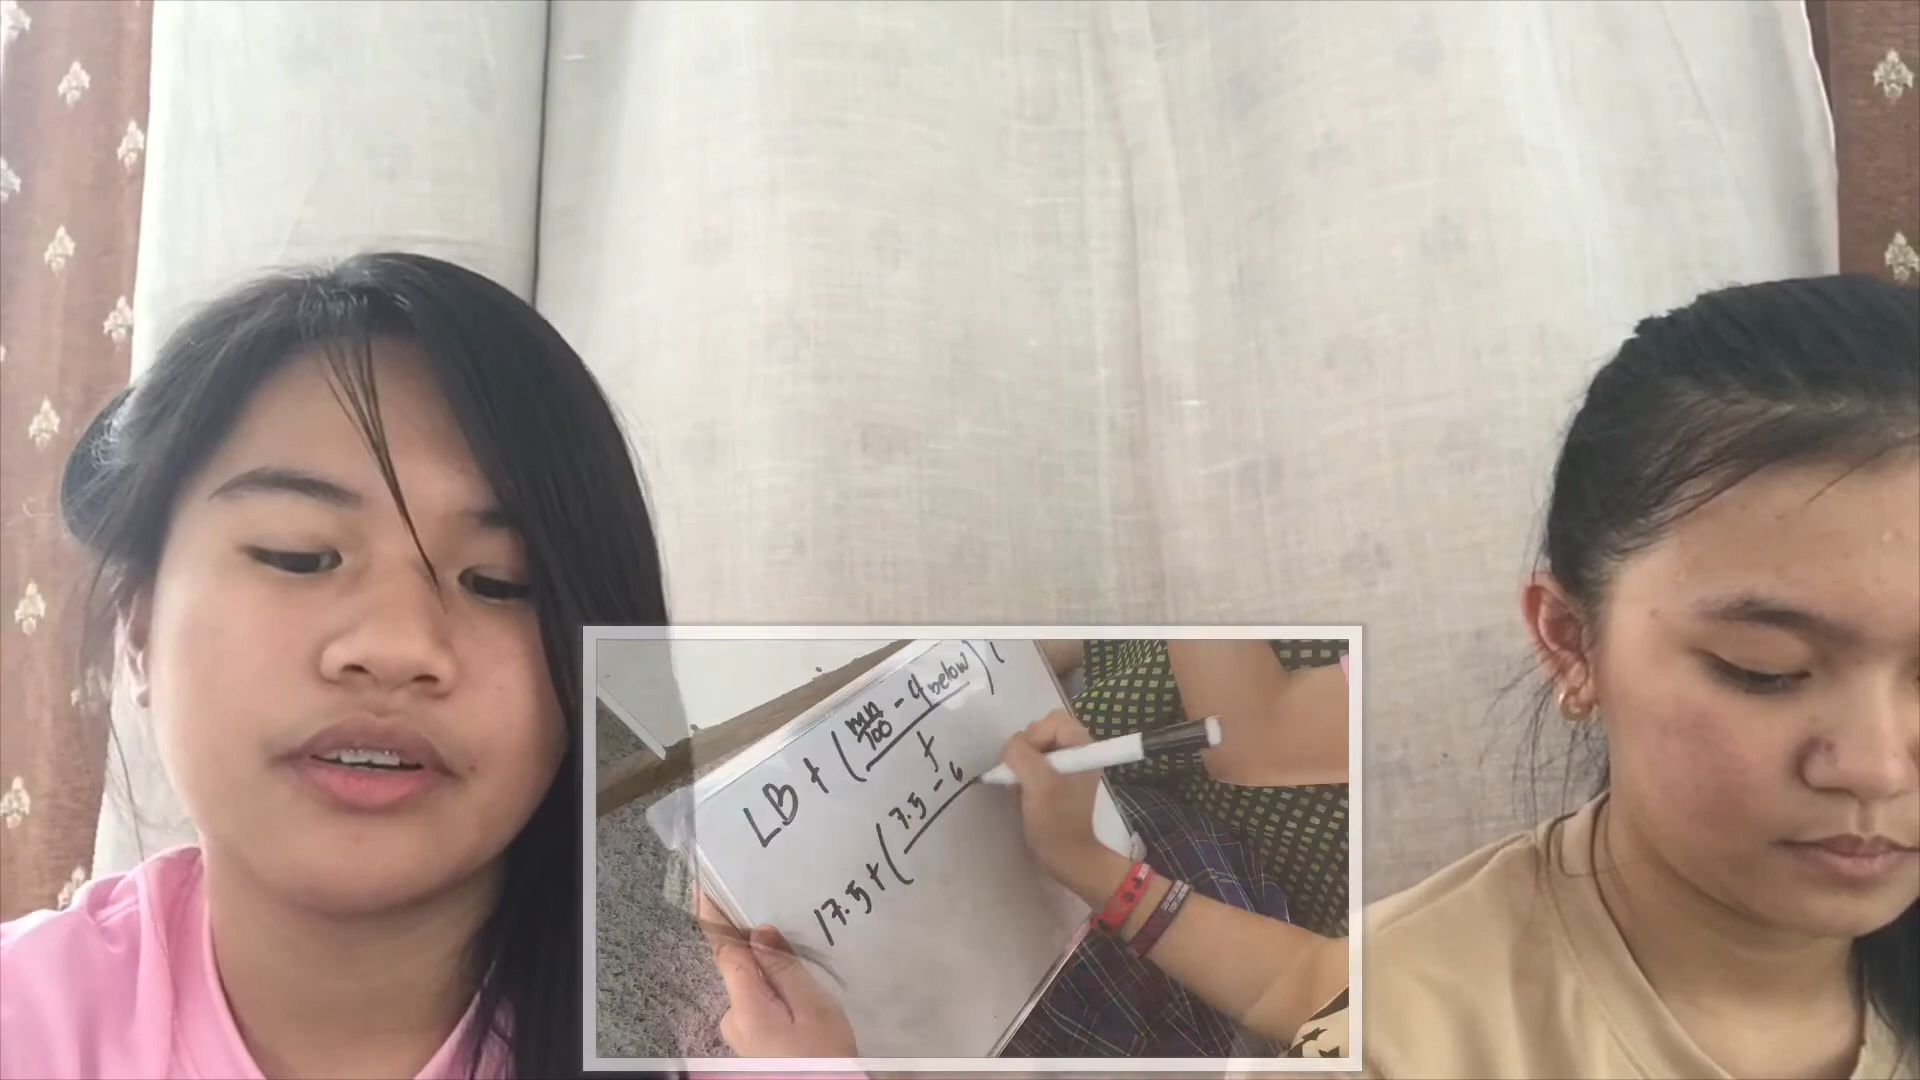 LB + (mn/100 - cf below) i
f
17.5 + (7.5 - 6